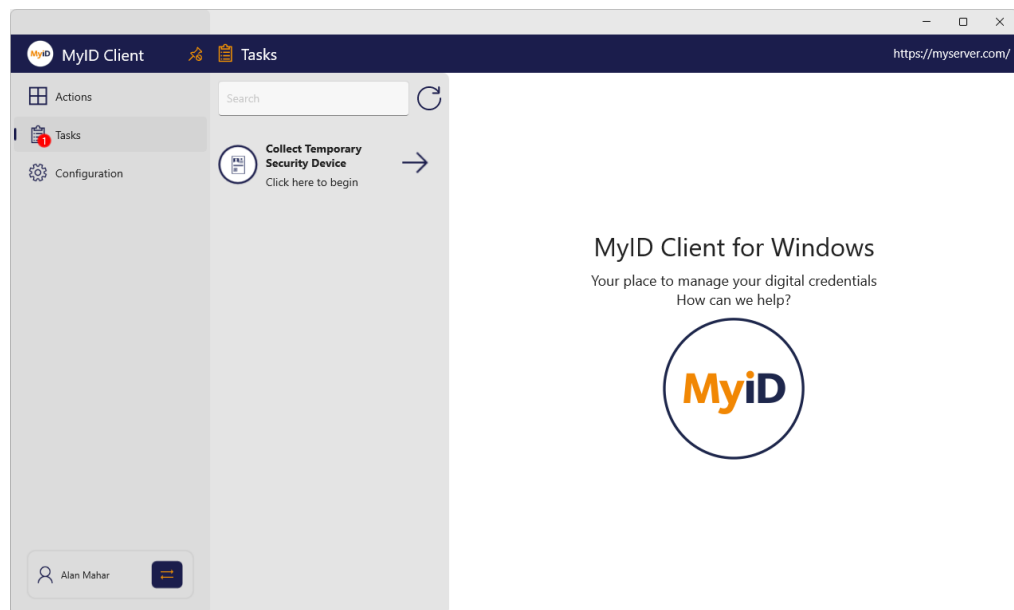 MyiD MyID Client
Tasks
https://myserver.com/
Actions
1
Tasks
Configuration
Search
Collect Temporary
Security Device
Click here to begin
MyID Client for Windows
Your place to manage your digital credentials
How can we help?
MyiD
Alan Mahar